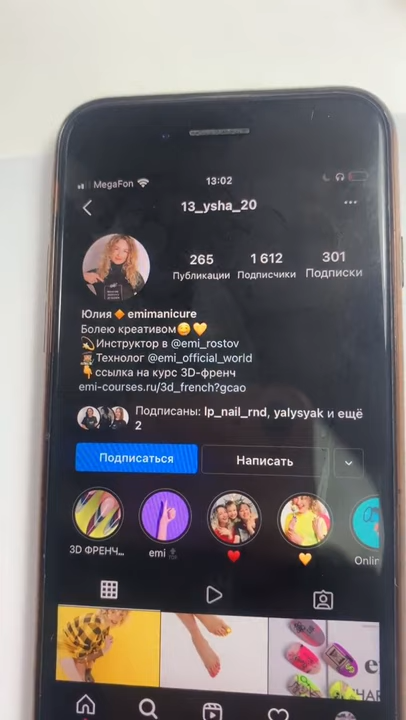 MegaFon 13:02
13_ysha_20
265 1 612 301
Публикации Подписчики Подписки
Юлия🔸emimanicure
Болею креативом😏💛
Инструктор в @emi_rostov
Технолог @emi_official_world
👇ссылка на курс 3D-френч
emi-courses.ru/3d_french?gcao
Подписаны: lp_nail_rnd, yalysyak и ещё
2
Подписаться Написать
3D ФРЕНЧ... emi ❤️ 💛 Onlin